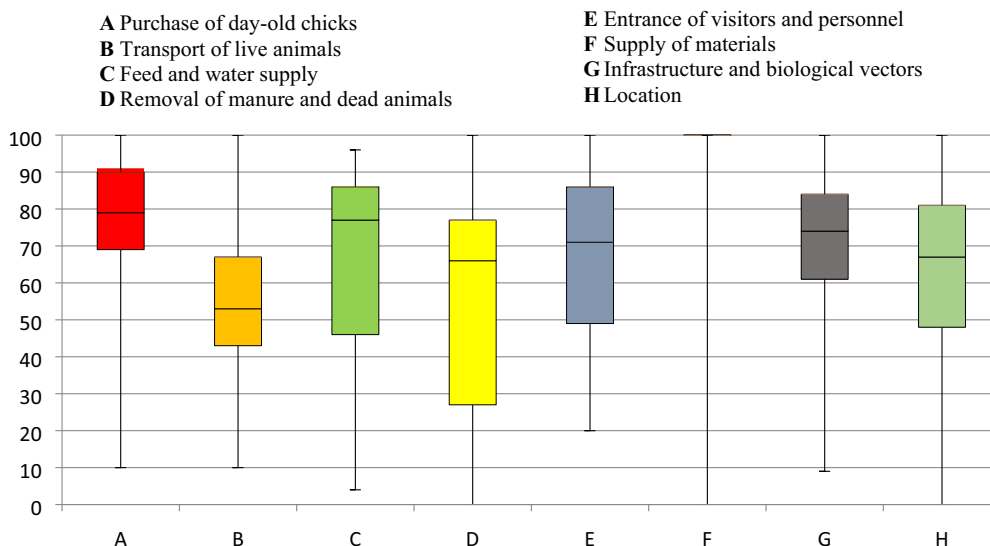 A Purchase of day-old chicks
B Transport of live animals
C Feed and water supply
D Removal of manure and dead animals
E Entrance of visitors and personnel
F Supply of materials
G Infrastructure and biological vectors
H Location
100
90
80
70
60
50
40
30
20
10
0
A B C D E F G H